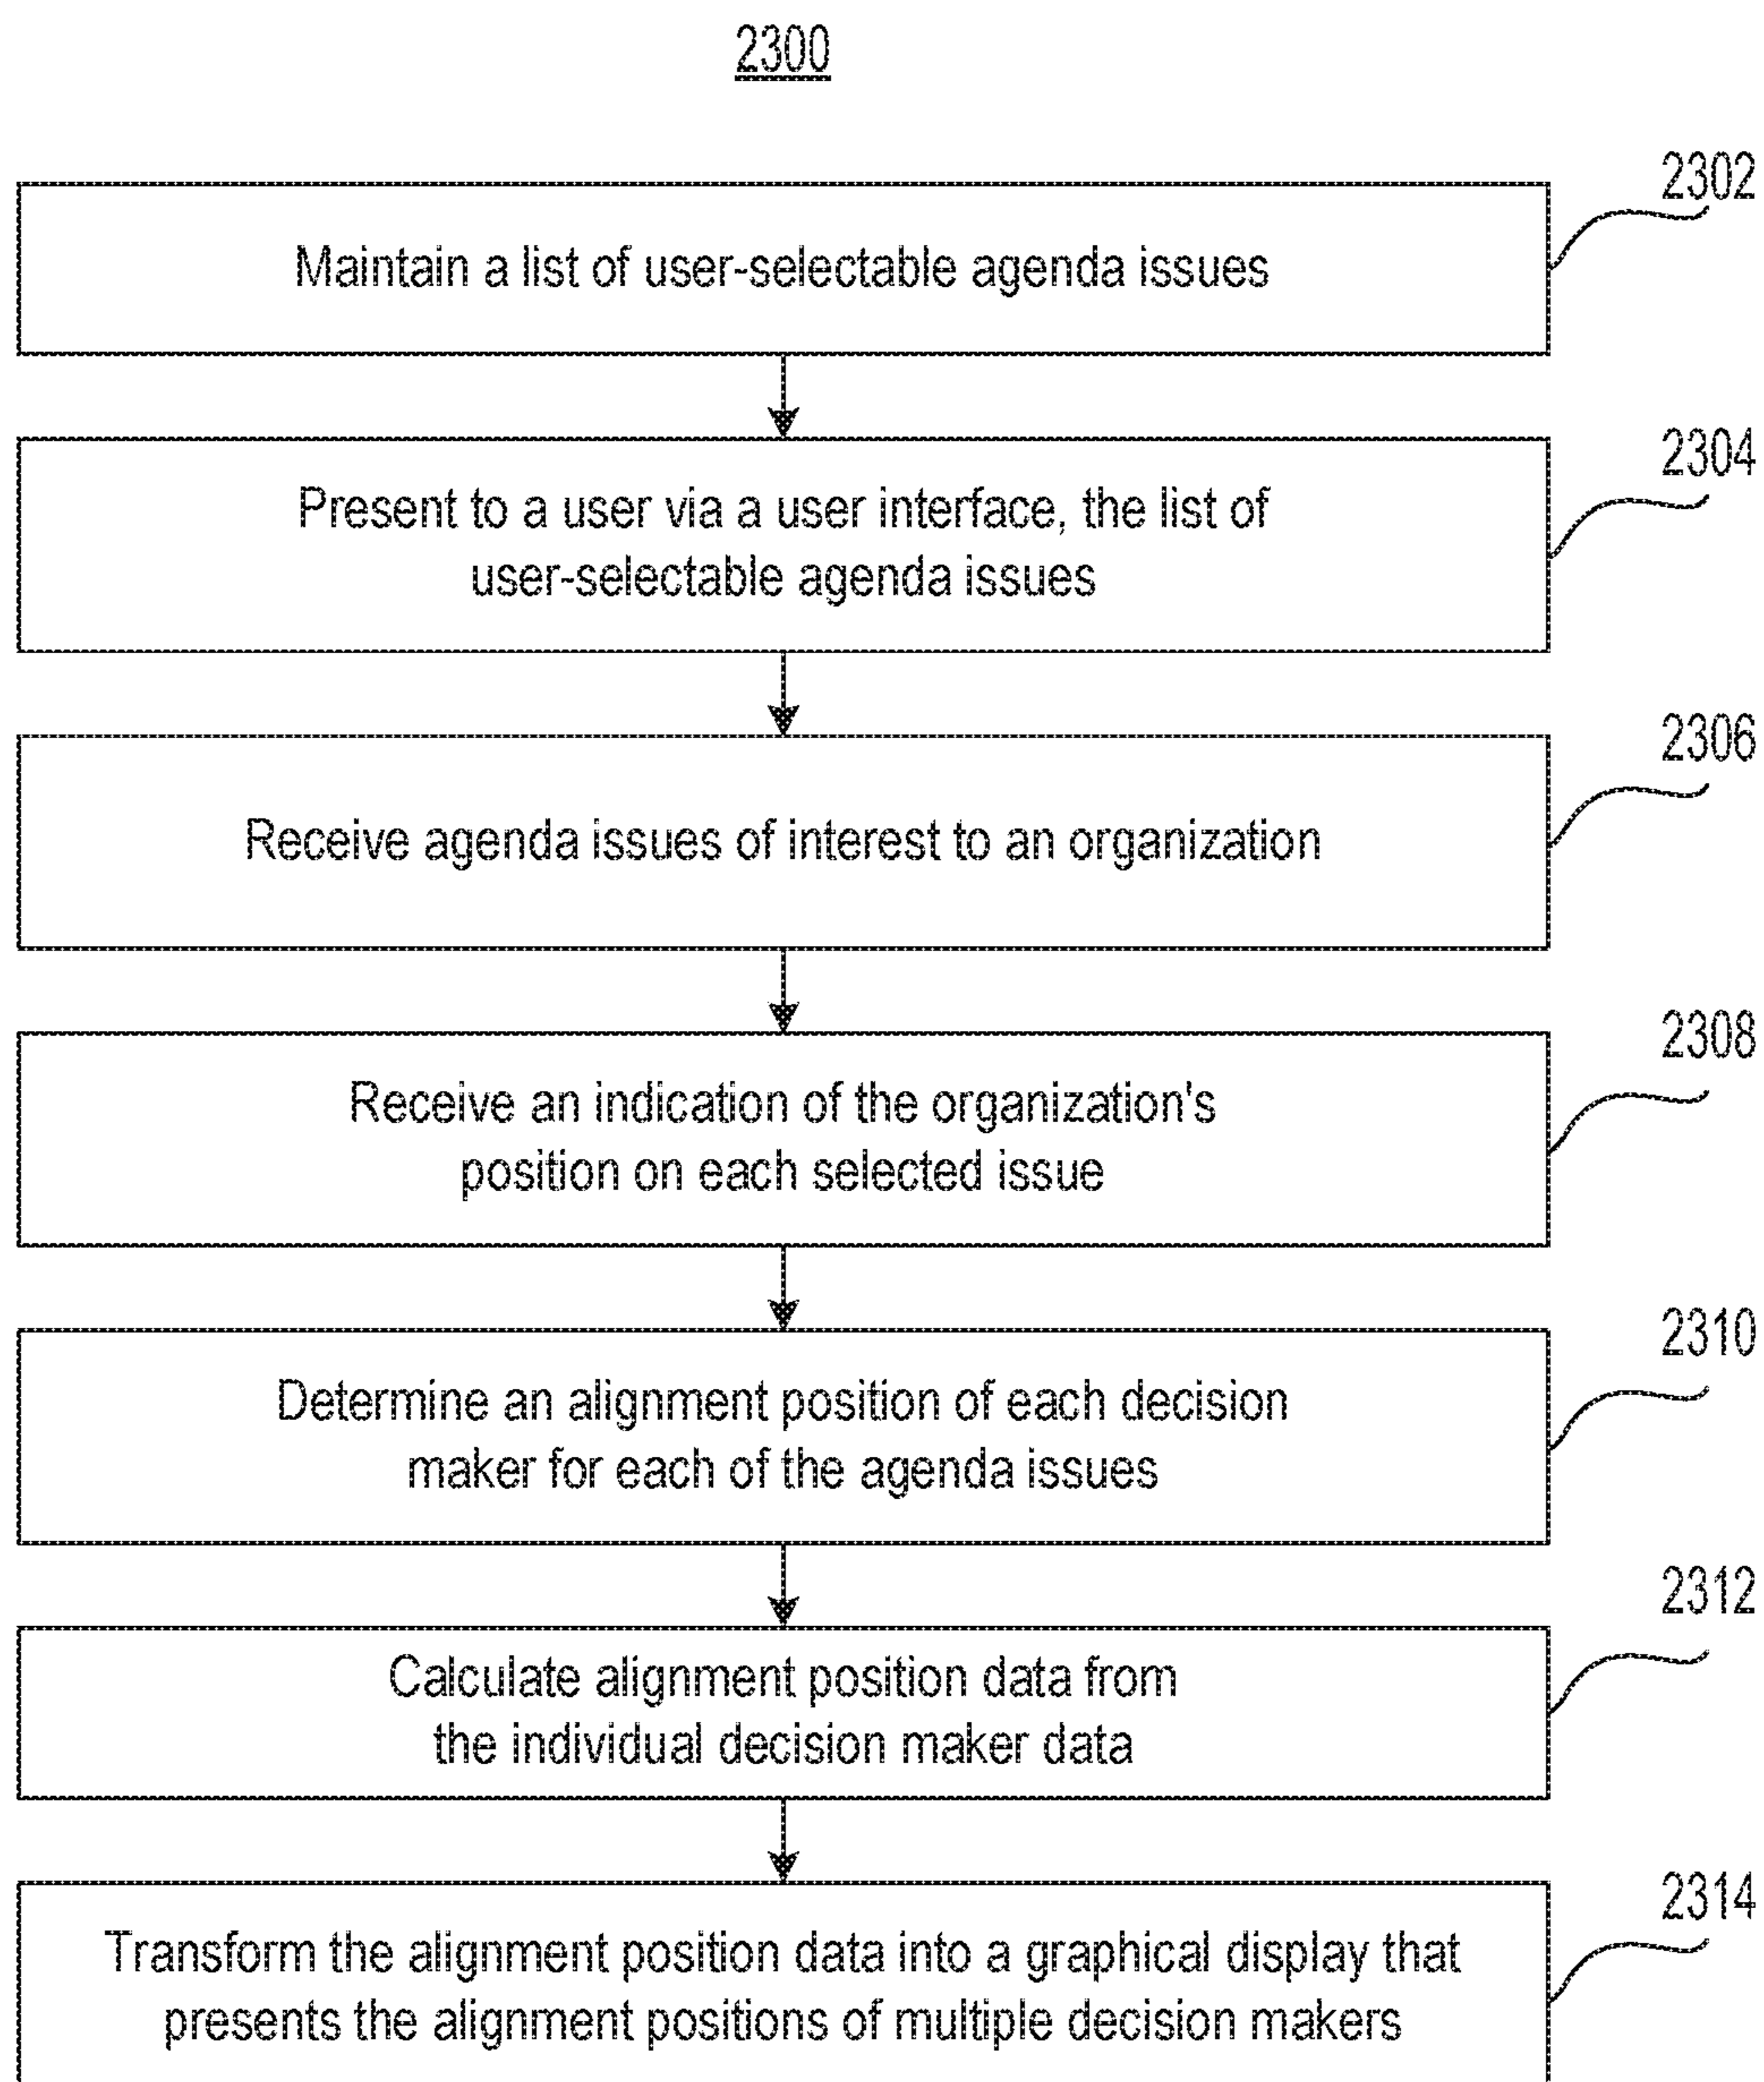 2300
2302
Maintain a list of user-selectable agenda issues
2304
Present to a user via a user interface, the list of
user-selectable agenda issues
2306
Receive agenda issues of interest to an organization
2308
Receive an indication of the organization's
position on each selected issue
2310
Determine an alignment position of each decision
maker for each of the agenda issues
2312
Calculate alignment position data from
the individual decision maker data
2314
Transform the alignment position data into a graphical display that
presents the alignment positions of multiple decision makers